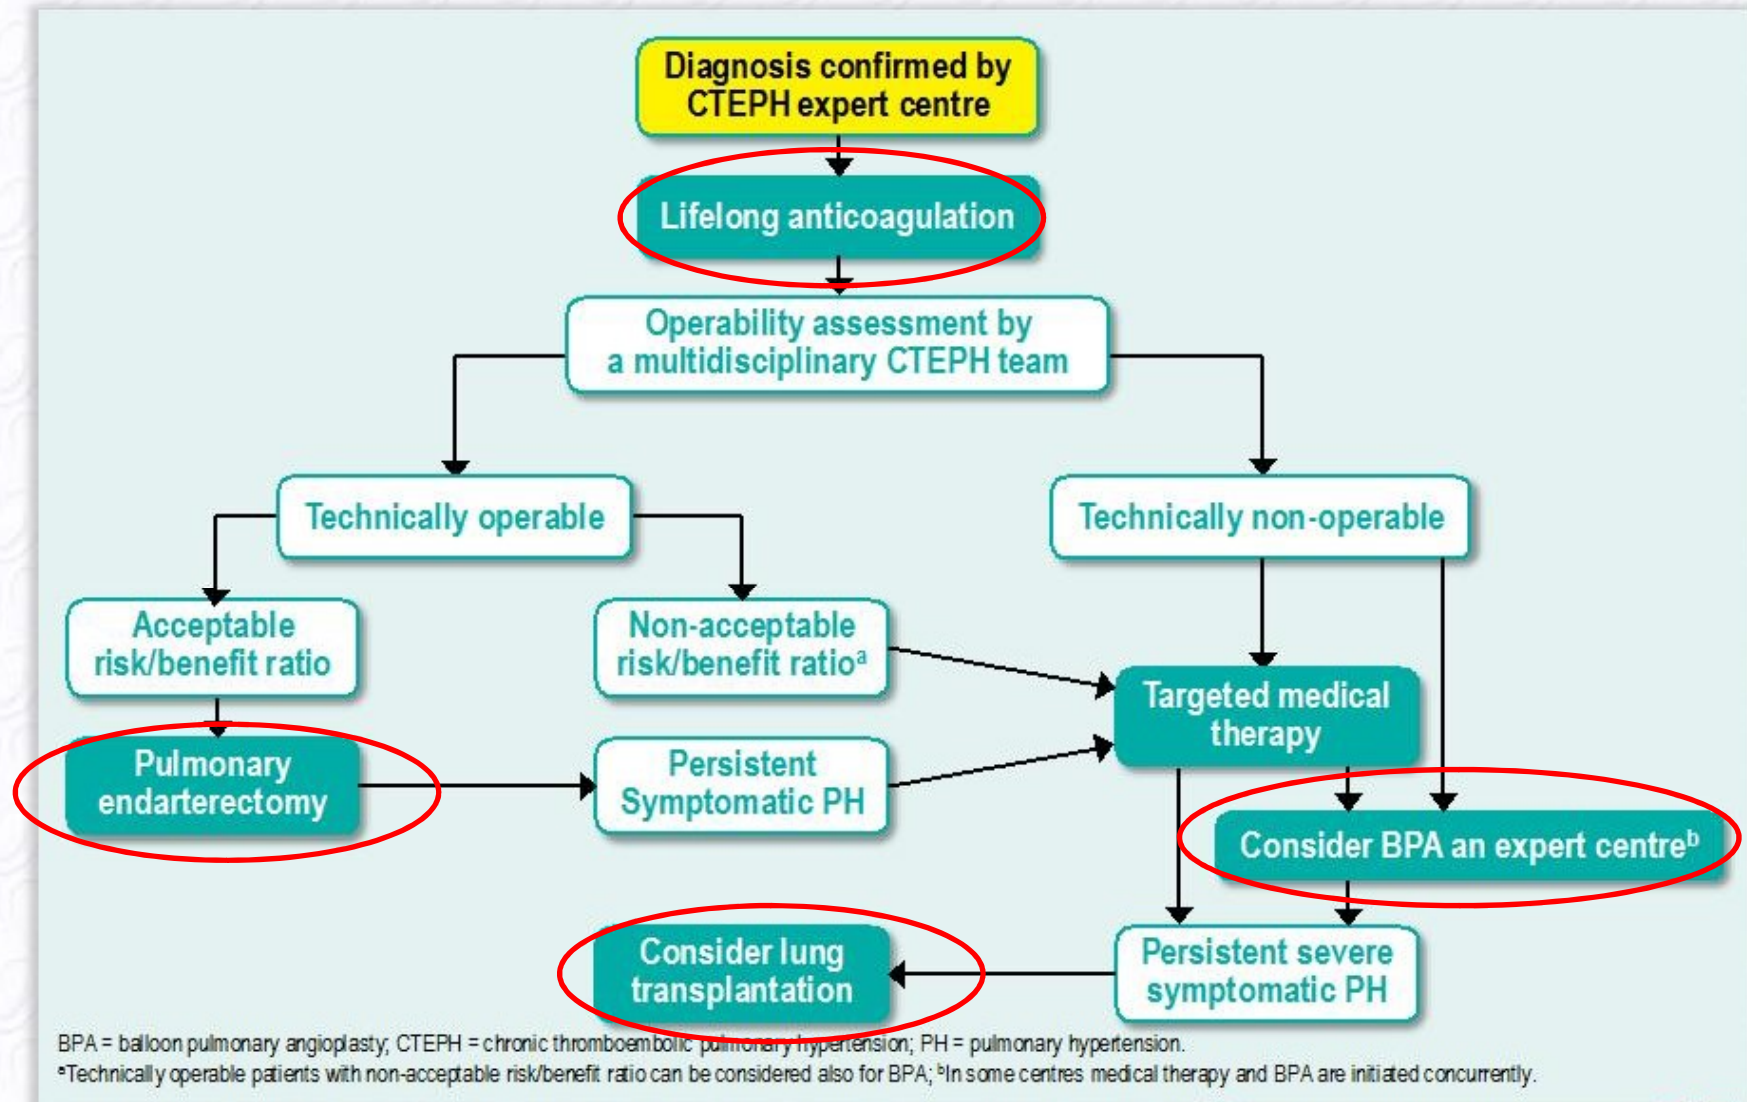 Diagnosis confirmed by
CTEPH expert centre
Lifelong anticoagulation
Operability assessment by
a multidisciplinary CTEPH team
Technically operable
Technically non-operable
Acceptable
risk/benefit ratio
Non-acceptable
risk/benefit ratioᵃ
Targeted medical
therapy
Pulmonary
endarterectomy
Persistent
Symptomatic PH
Consider BPA an expert centreᵇ
Consider lung
transplantation
Persistent severe
symptomatic PH
BPA = balloon pulmonary angioplasty; CTEPH = chronic thromboembolic pulmonary hypertension; PH = pulmonary hypertension.
ᵃTechnically operable patients with non-acceptable risk/benefit ratio can be considered also for BPA; ᵇIn some centres medical therapy and BPA are initiated concurrently.